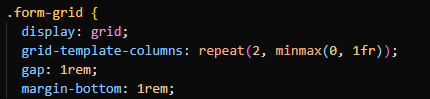 .form-grid {
display: grid;
grid-template-columns: repeat(2, minmax(0, 1fr));
gap: 1rem;
margin-bottom: 1rem;